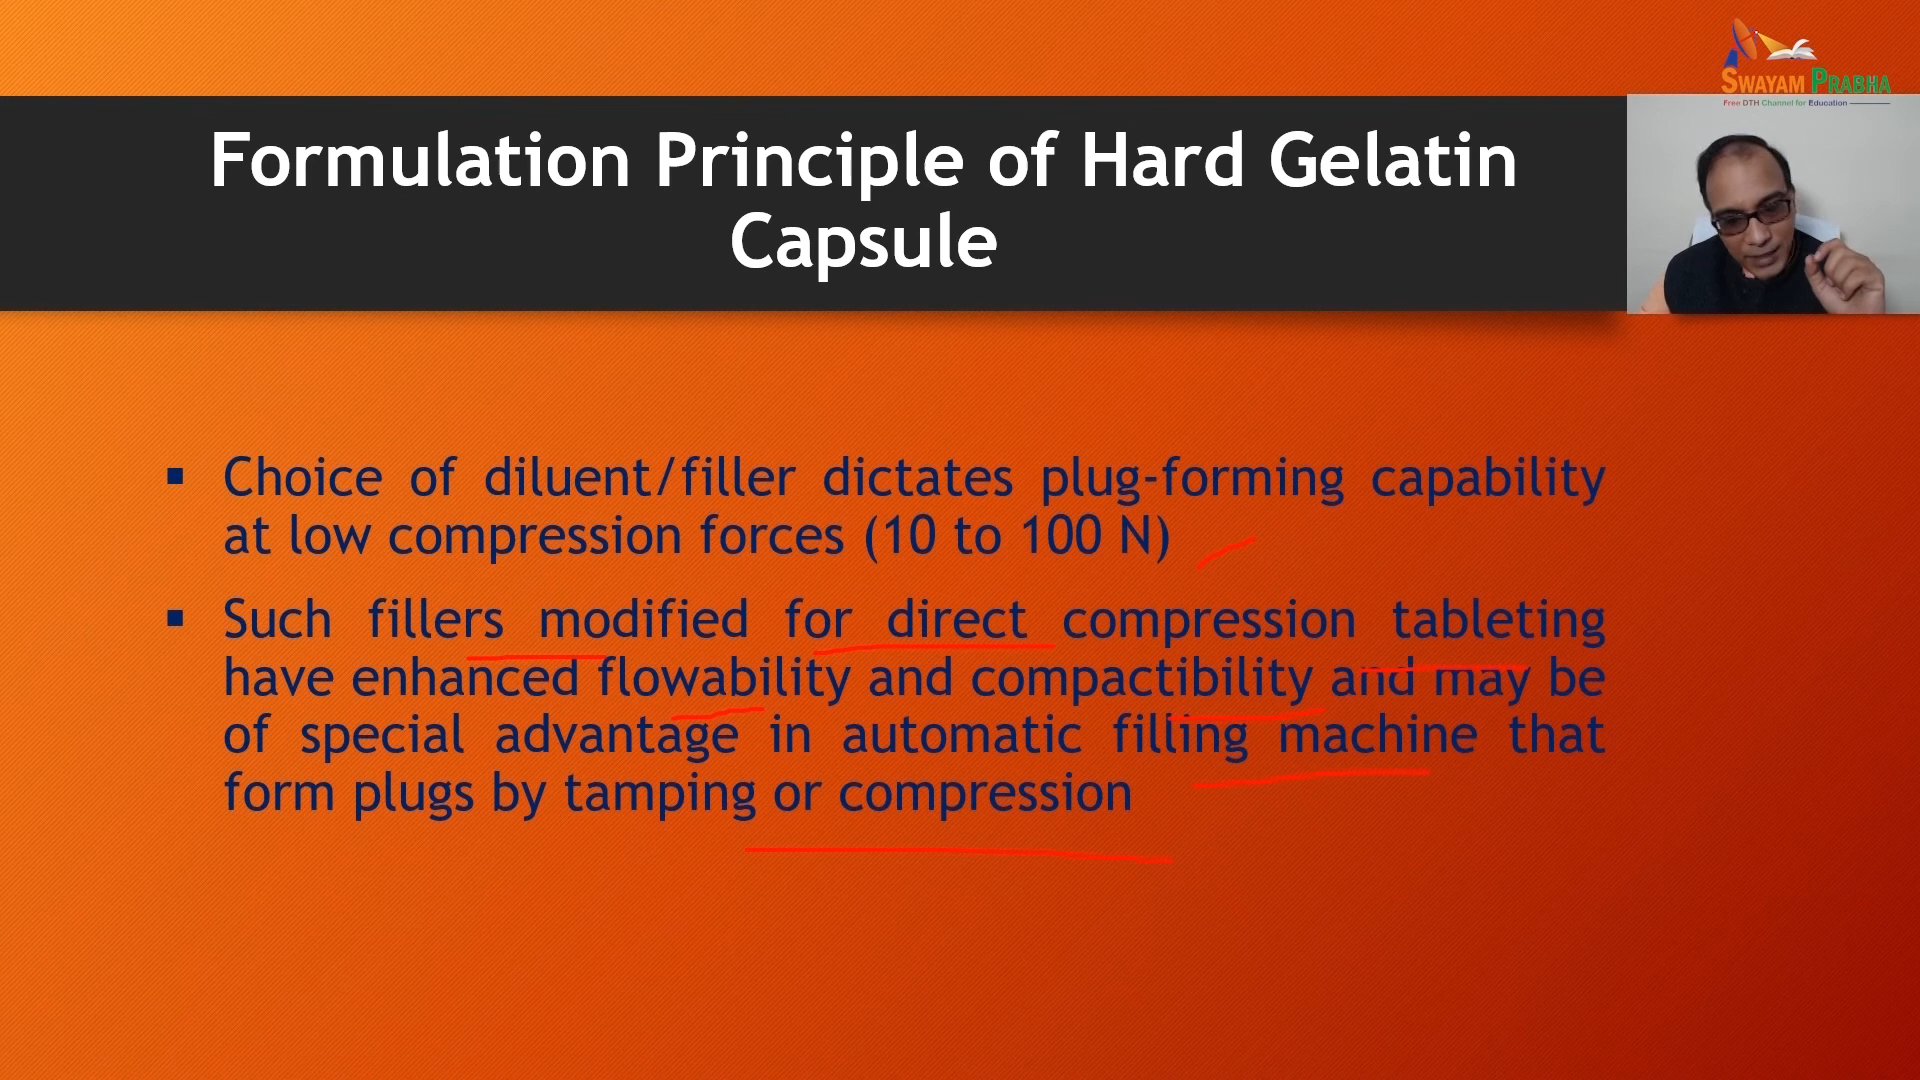 SWAYAM PRABHA
Free DTH Channel for Education
Formulation Principle of Hard Gelatin
Capsule
▪ Choice of diluent/filler dictates plug-forming capability
at low compression forces (10 to 100 N)
▪ Such fillers modified for direct compression tableting
have enhanced flowability and compactibility and may be
of special advantage in automatic filling machine that
form plugs by tamping or compression